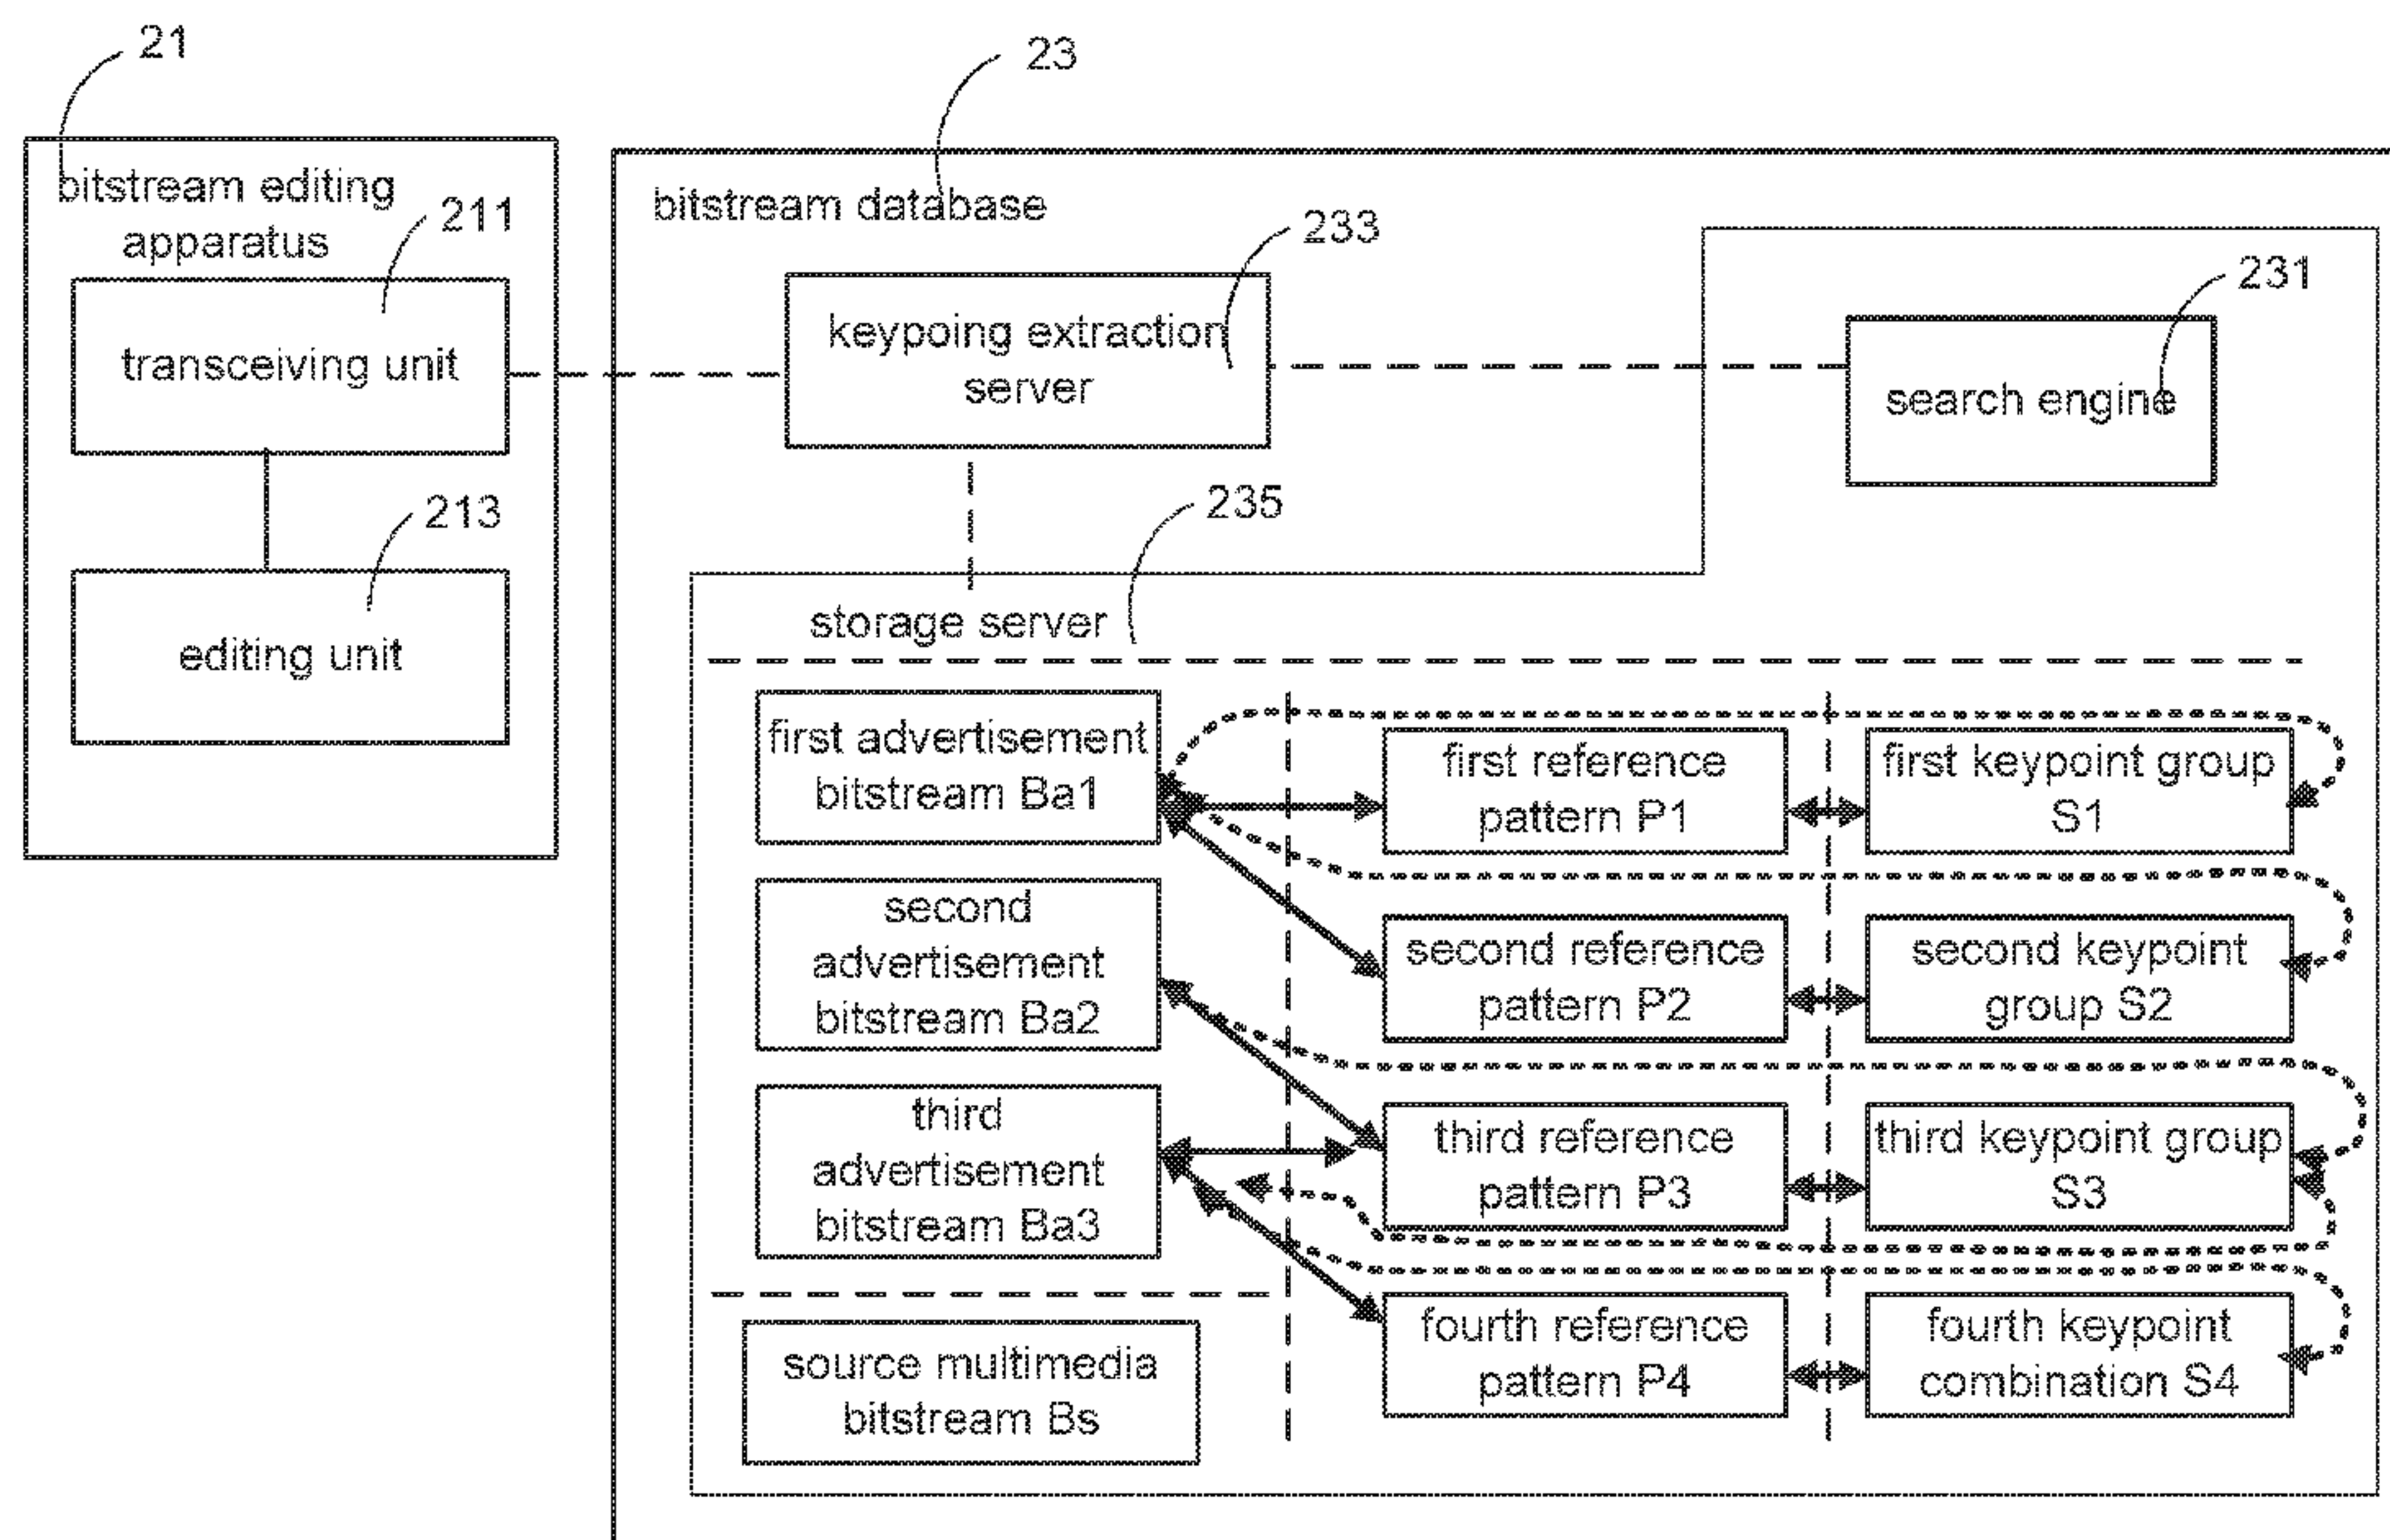 21
23
bitstream editing
apparatus
211
transceiving unit
213
editing unit
bitstream database
233
keypoing extraction
server
231
search engine
235
storage server
first advertisement
bitstream Ba1
first reference
pattern P1
first keypoint group
S1
second
advertisement
bitstream Ba2
second reference
pattern P2
second keypoint
group S2
third
advertisement
bitstream Ba3
third reference
pattern P3
third keypoint group
S3
source multimedia
bitstream Bs
fourth reference
pattern P4
fourth keypoint
combination S4